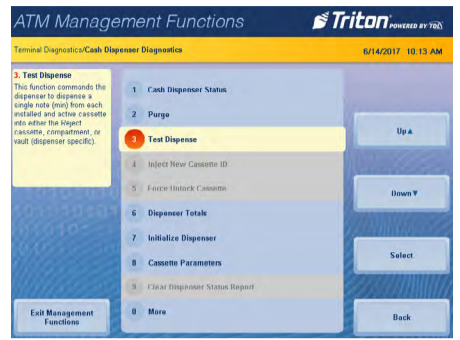 ATM Management Functions
Triton. POWERED BY TDL
Terminal Diagnostics/Cash Dispenser Diagnostics
6/14/2017 10:13 AM
3. Test Dispense
This function commands the
dispenser to dispense a
single note (min) from each
installed and active cassette
into either the Reject
cassette, compartment, or
vault (dispenser specific).
1 Cash Dispenser Status
2 Purge
3 Test Dispense
4 Inject New Cassette ID
5 Force Unlock Cassette
6 Dispenser Totals
7 Initialize Dispenser
8 Cassette Parameters
9 Clear Dispenser Status Report
0 More
Up▲
Down▼
Select
Back
Exit Management
Functions